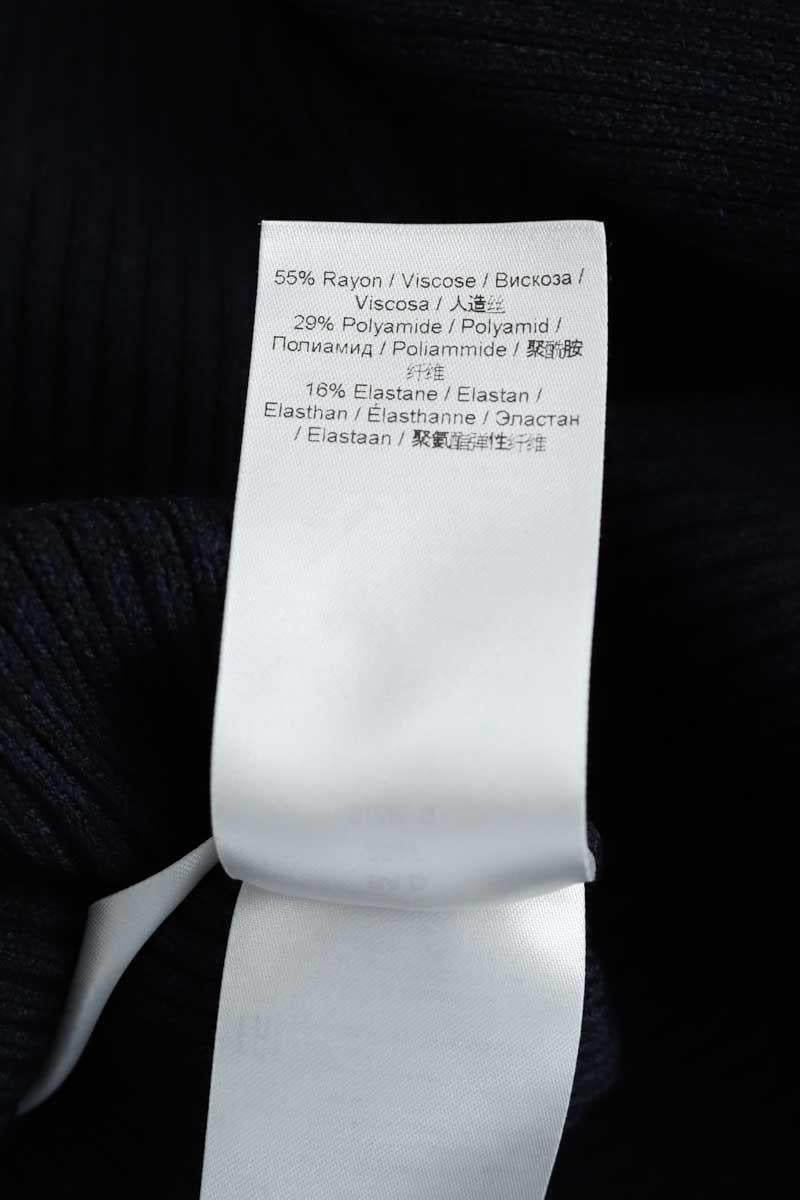 55% Rayon / Viscose / Вискоза /
Viscosa / 人造丝
29% Polyamide / Polyamid /
Полиамид / Poliammide / 聚酰胺
纤维
16% Elastane / Elastan /
Elasthan / Élasthanne / Эластан
/ Elastaan / 聚氨酯弹性纤维